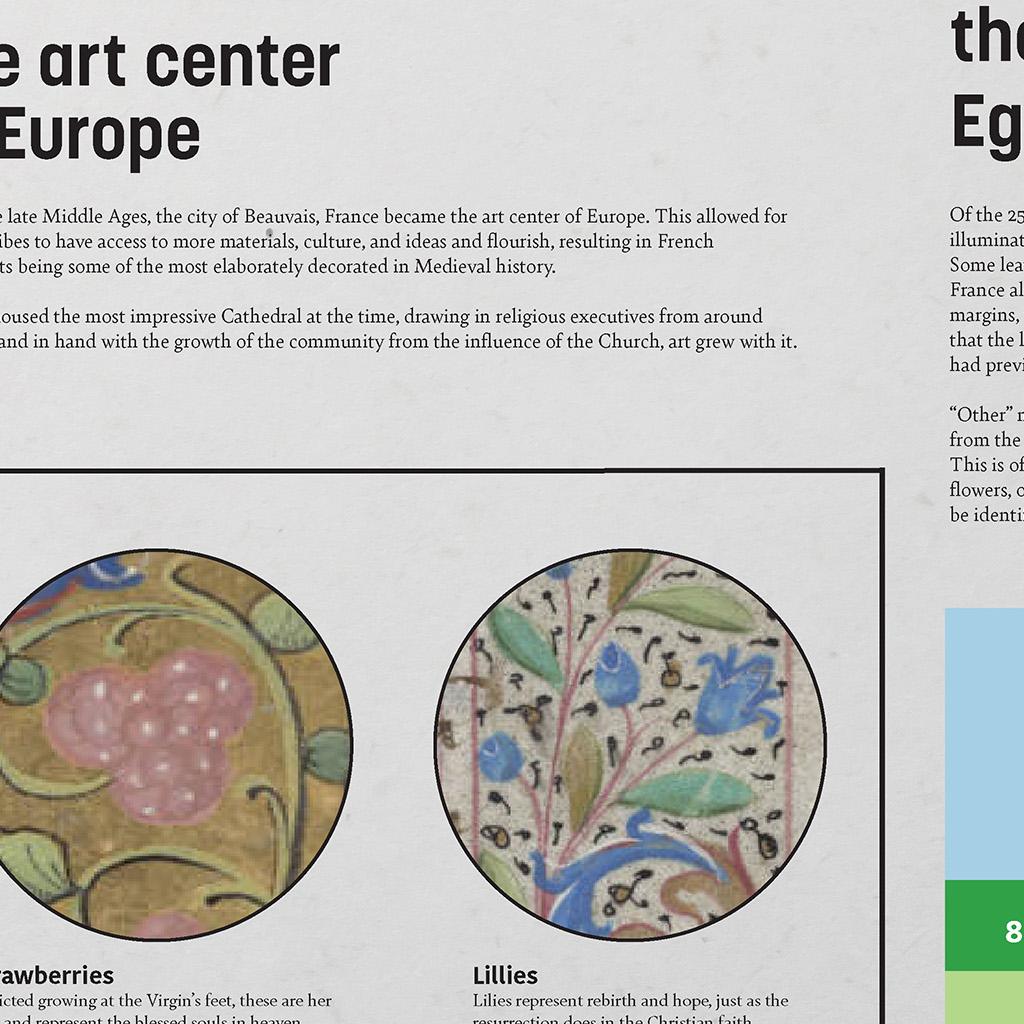 e art center
Europe
e late Middle Ages, the city of Beauvais, France became the art center of Europe. This allowed for
ibes to have access to more materials, culture, and ideas and flourish, resulting in French
ts being some of the most elaborately decorated in Medieval history.
oused the most impressive Cathedral at the time, drawing in religious executives from around
and in hand with the growth of the community from the influence of the Church, art grew with it.
rawberries
icted growing at the Virgin's feet, these are her
and represent the blessed souls in heaven
Lillies
Lilies represent rebirth and hope, just as the
resurrection does in the Christian faith
the
Eg
Of the 25
illuminat
Some lea
France al
margins,
that the l
had previ
“Other” n
from the
This is of
flowers, o
be identi
8